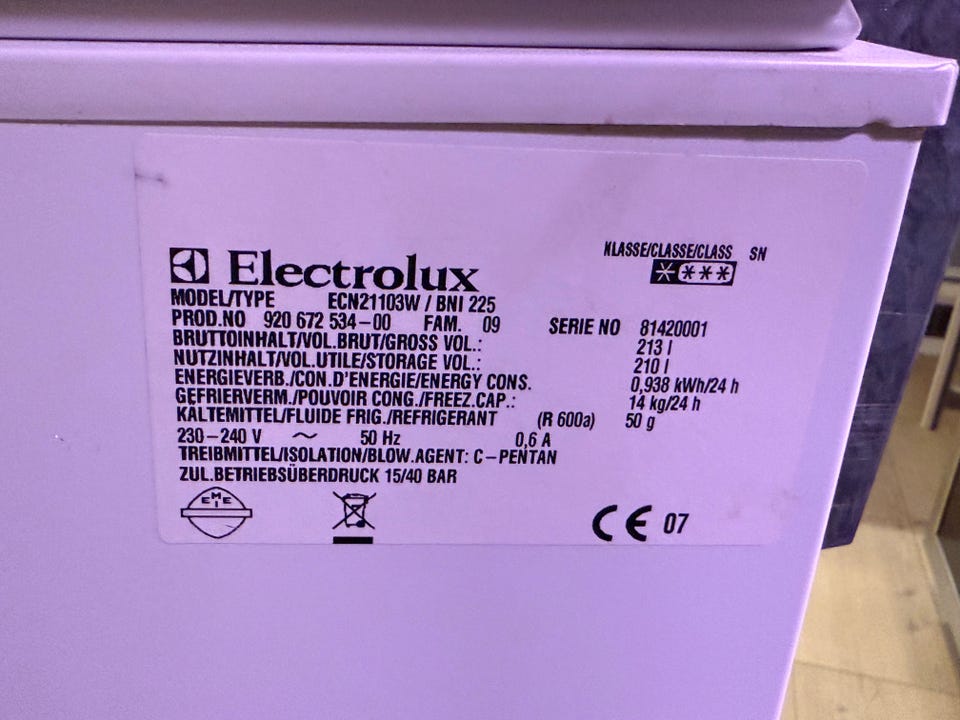 Electrolux
KLASSE/CLASSE/CLASS SN
MODEL/TYPE ECN21103W / BNI 225
PROD.NO 920 672 534-00 FAM. 09 SERIE NO 81420001
BRUTTOINHALT/VOL.BRUT/GROSS VOL.: 213 l
NUTZINHALT/VOL.UTILE/STORAGE VOL.: 210 l
ENERGIEVERB./CON.D'ENERGIE/ENERGY CONS. 0,938 kWh/24 h
GEFRIERVERM./POUVOIR CONG./FREEZ.CAP.: 14 kg/24 h
KÄLTEMITTEL/FLUIDE FRIG./REFRIGERANT (R 600a) 50 g
230-240 V ~ 50 Hz 0,6 A
TREIBMITTEL/ISOLATION/BLOW.AGENT: C-PENTAN
ZUL.BETRIEBSÜBERDRUCK 15/40 BAR
EMEI
CE 07